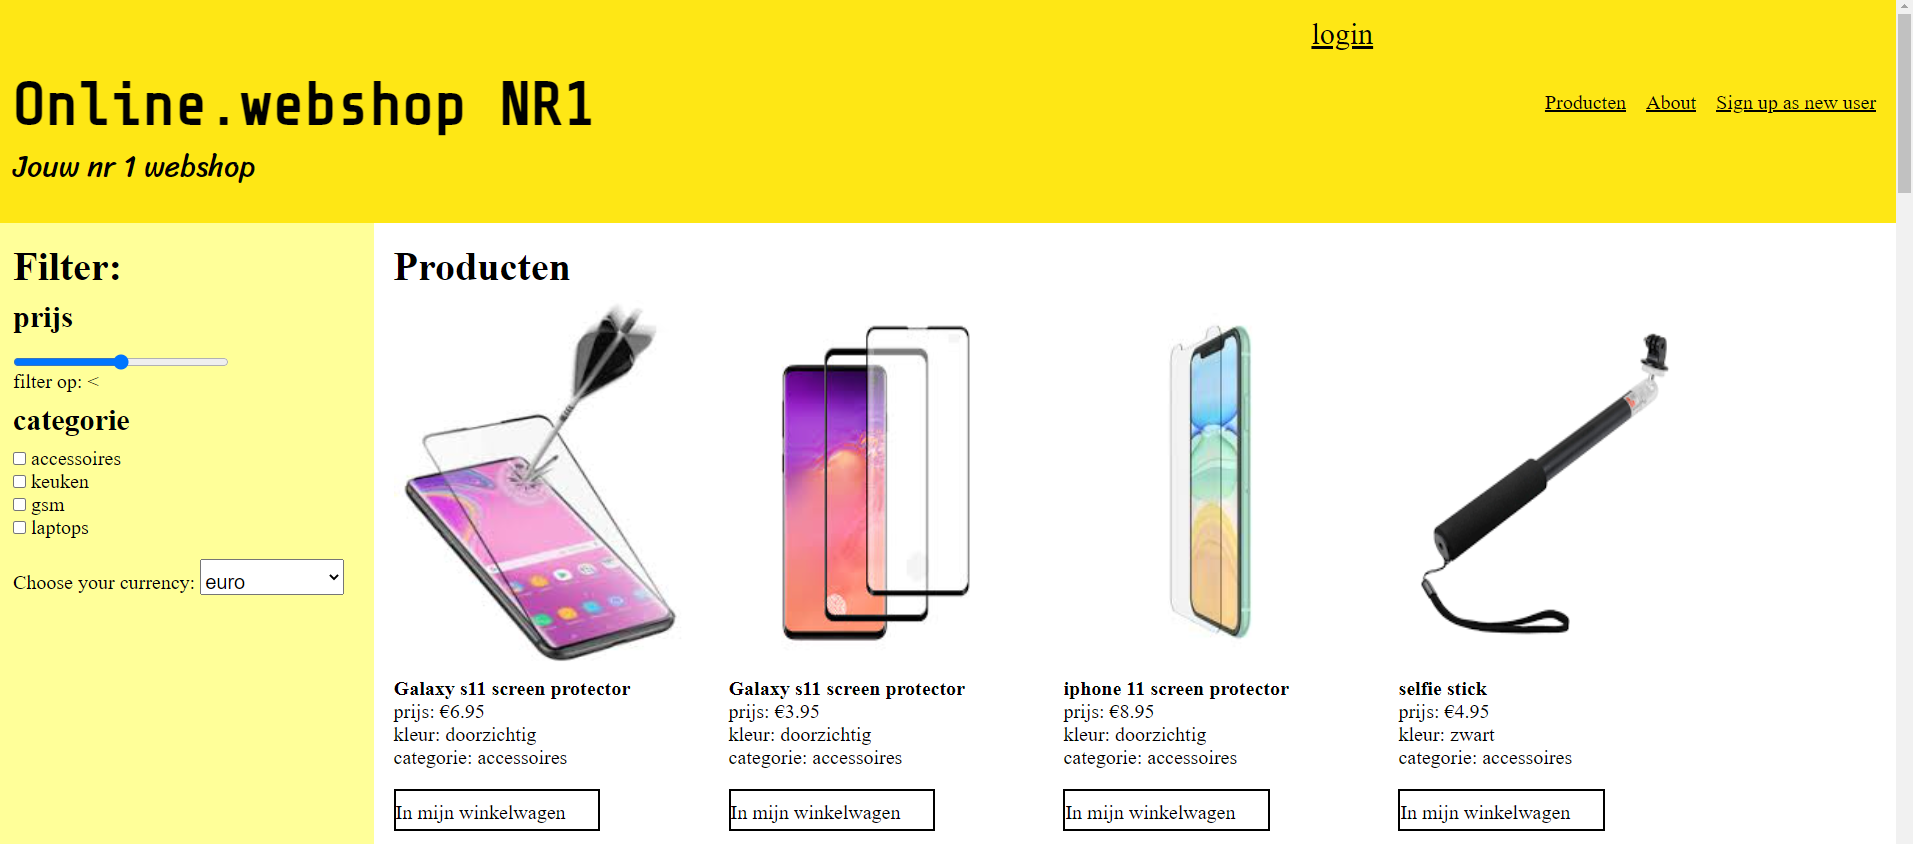 login
Online.webshop NR1
Producten About Sign up as new user
Jouw nr 1 webshop
Filter:
prijs
filter op: <
categorie
accessoires
keuken
gsm
laptops
Choose your currency: euro
Producten
Galaxy s11 screen protector
prijs: €6.95
kleur: doorzichtig
categorie: accessoires
In mijn winkelwagen
Galaxy s11 screen protector
prijs: €3.95
kleur: doorzichtig
categorie: accessoires
In mijn winkelwagen
iphone 11 screen protector
prijs: €8.95
kleur: doorzichtig
categorie: accessoires
In mijn winkelwagen
selfie stick
prijs: €4.95
kleur: zwart
categorie: accessoires
In mijn winkelwagen